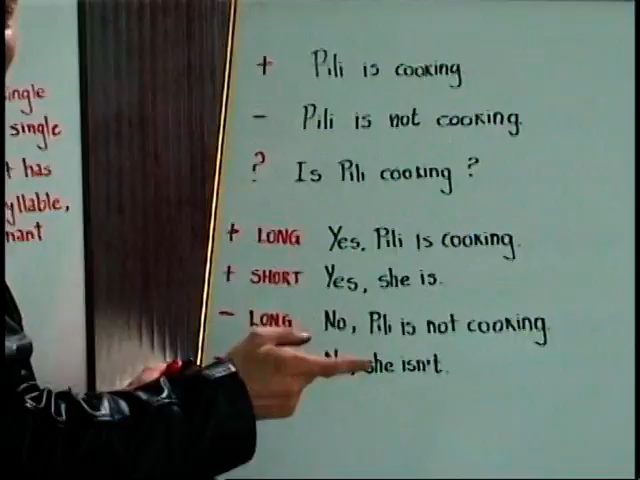 ingle
single
has
yllable,
nant
+ Pili is cooking
- Pili is not cooking.
? Is Pili cooking ?
+ LONG Yes, Pili Is cooking.
+ SHORT Yes, she is.
- LONG No, Pili is not cooking.
she isn't.